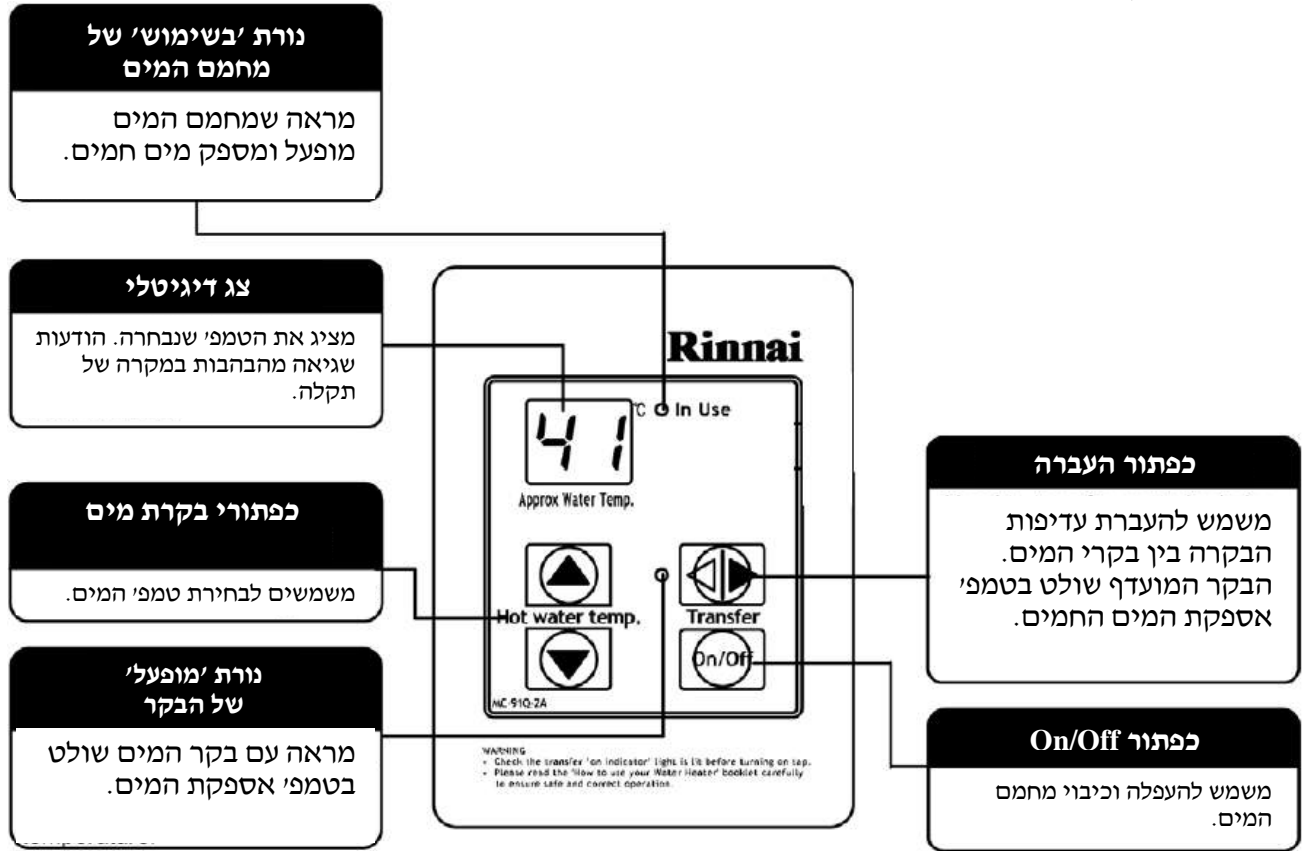 נורת 'בשימוש' של
מחמם המים
מראה שמחמם המים
מופעל ומספק מים חמים.
צג דיגיטלי
מציג את הטמפ' שנבחרה. הודעות
שגיאה מהבהבות במקרה של
תקלה.
כפתורי בקרת מים
משמשים לבחירת טמפ' המים.
נורת 'מופעל'
של הבקר
מראה עם בקר המים שולט
בטמפ' אספקת המים.
Rinnai
41
°C In Use
Approx Water Temp.
Hot water temp.
Transfer
On/Off
MC-91Q-2A
WARNING
- Check the transfer 'on indicator' light is lit before turning on tap.
- Please read the 'How to use your Water Heater' booklet carefully
to ensure safe and correct operation.
כפתור העברה
משמש להעברת עדיפות
הבקרה בין בקרי המים.
הבקר המועדף שולט בטמפ'
אספקת המים החמים.
כפתור On/Off
משמש להעפלה וכיבוי מחמם
המים.